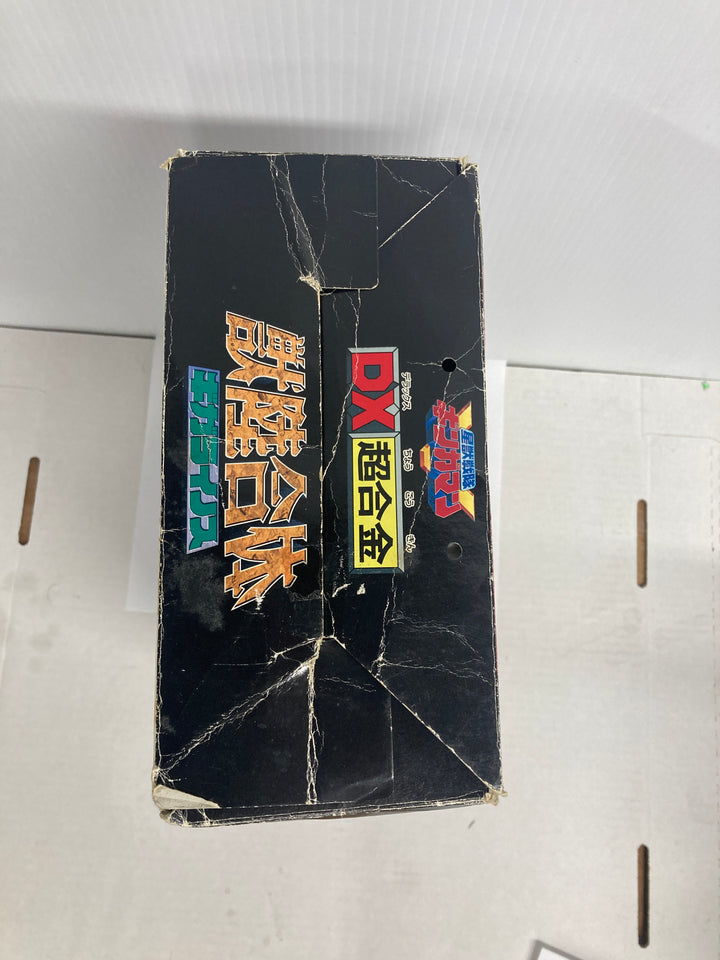 星獣戦隊
ギンガマン
デラックス ちょう ごう きん
DX 超合金
獣陸合体
ギガライノス